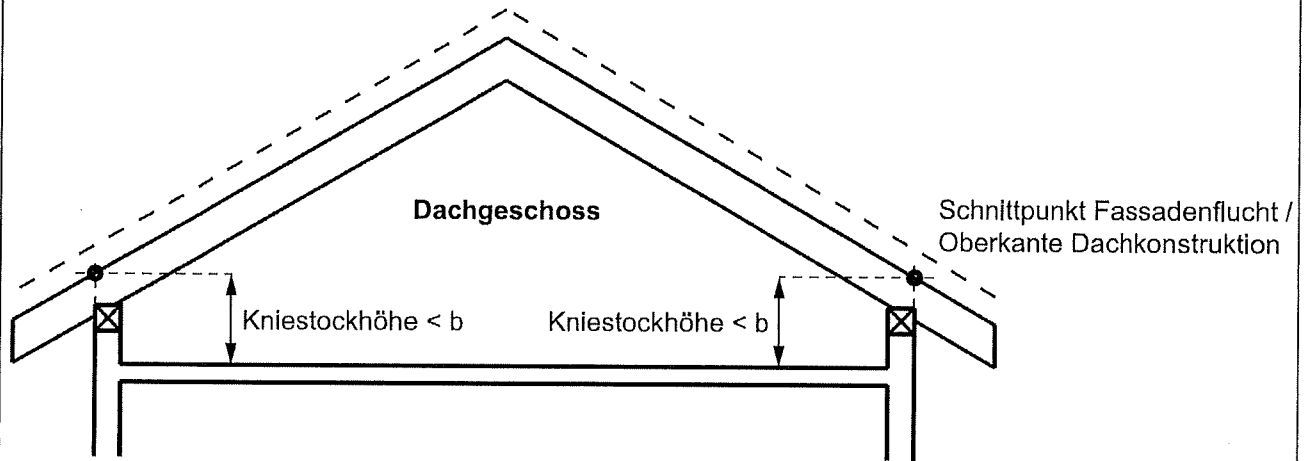 Dachgeschoss
Schnittpunkt Fassadenflucht /
Oberkante Dachkonstruktion
Kniestockhöhe < b
Kniestockhöhe < b